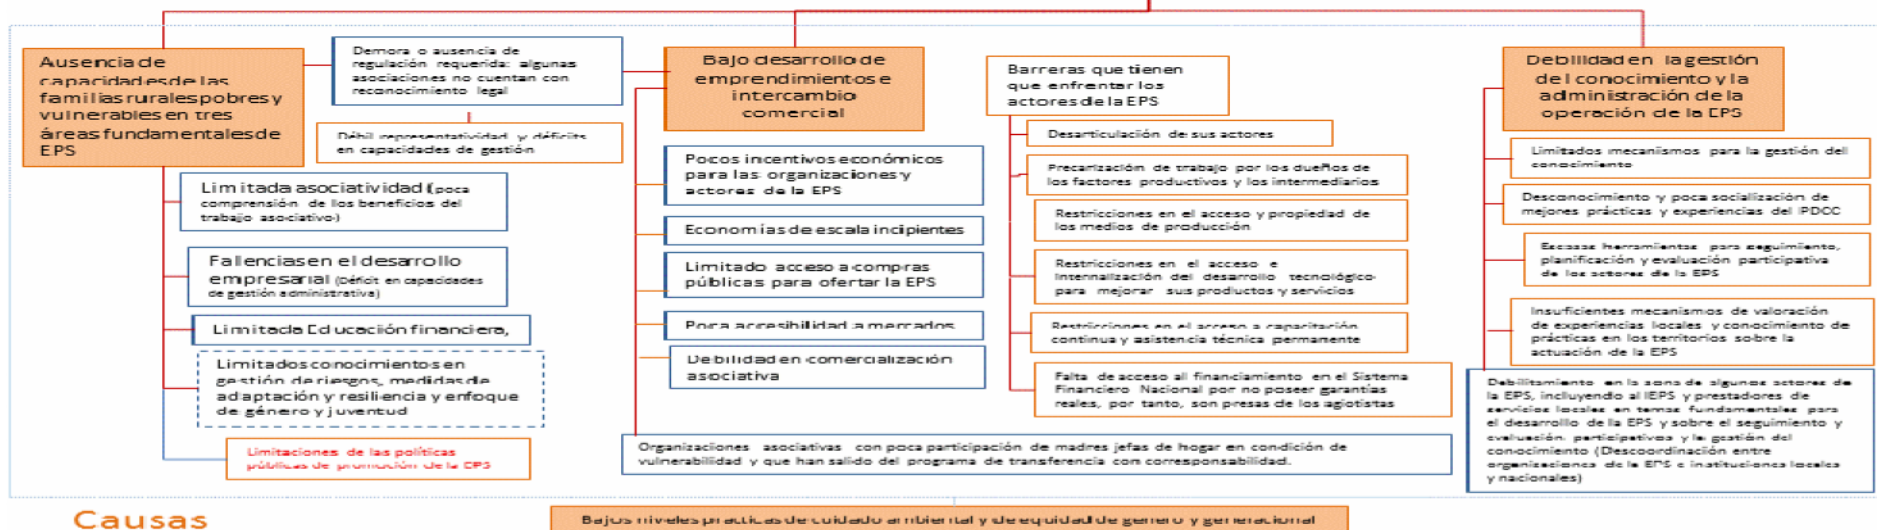 Ausencia de
capacidades de las
familias rurales pobres y
vulnerables en tres
áreas fundamentales de
EPS
Demora o ausencia de
regulación requerida: algunas
asociaciones no cuentan con
reconocimiento legal
Débil representatividad y déficits
en capacidades de gestión
Limitada asociatividad (poca
comprensión de los beneficios del
trabajo asociativo)
Falencias en el desarrollo
empresarial (Déficit en capacidades
de gestión administrativa)
Limitada Educación financiera,
Limitados conocimientos en
gestión de riesgos, medidas de
adaptación y resiliencia y enfoque
de género y juventud
Limitaciones de las políticas
públicas de promoción de la EPS
Bajo desarrollo de
emprendimientos e
intercambio
comercial
Pocos incentivos económicos
para las organizaciones y
actores de la EPS
Economías de escala incipientes
Limitado acceso a compras
públicas para ofertar la EPS
Poca accesibilidad a mercados
Debilidad en comercialización
asociativa
Organizaciones asociativas con poca participación de madres jefas de hogar en condición de
vulnerabilidad y que han salido del programa de transferencia con corresponsabilidad.
Barreras que tienen
que enfrentar los
actores de la EPS
Desarticulación de sus actores
Precarización de trabajo por los dueños de
los factores productivos y los intermediarios
Restricciones en el acceso y propiedad de
los medios de producción
Restricciones en el acceso e
internalización del desarrollo tecnológico
para mejorar sus productos y servicios
Restricciones en el acceso a capacitación
continua y asistencia técnica permanente
Falta de acceso al financiamiento en el Sistema
Financiero Nacional por no poseer garantías
reales, por tanto, son presas de los agiotistas
Debilidad en la gestión
del conocimiento y la
administración de la
operación de la EPS
Limitados mecanismos para la gestión del
conocimiento
Desconocimiento y poca socialización de
mejores prácticas y experiencias del PDCC
Escasas herramientas para seguimiento,
planificación y evaluación participativa
de los actores de la EPS
Insuficientes mecanismos de valoración
de experiencias locales y conocimiento de
prácticas en los territorios sobre la
actuación de la EPS
Debilitamiento en la zona de algunos actores de
la EPS, incluyendo al IEPS y prestadores de
servicios locales en temas fundamentales para
el desarrollo de la EPS y sobre el seguimiento y
evaluación participativos y la gestión del
conocimiento (Descoordinación entre
organizaciones de la EPS e instituciones locales
y nacionales)
Causas
Bajos niveles practicas de cuidado ambiental y de equidad de genero y generacional